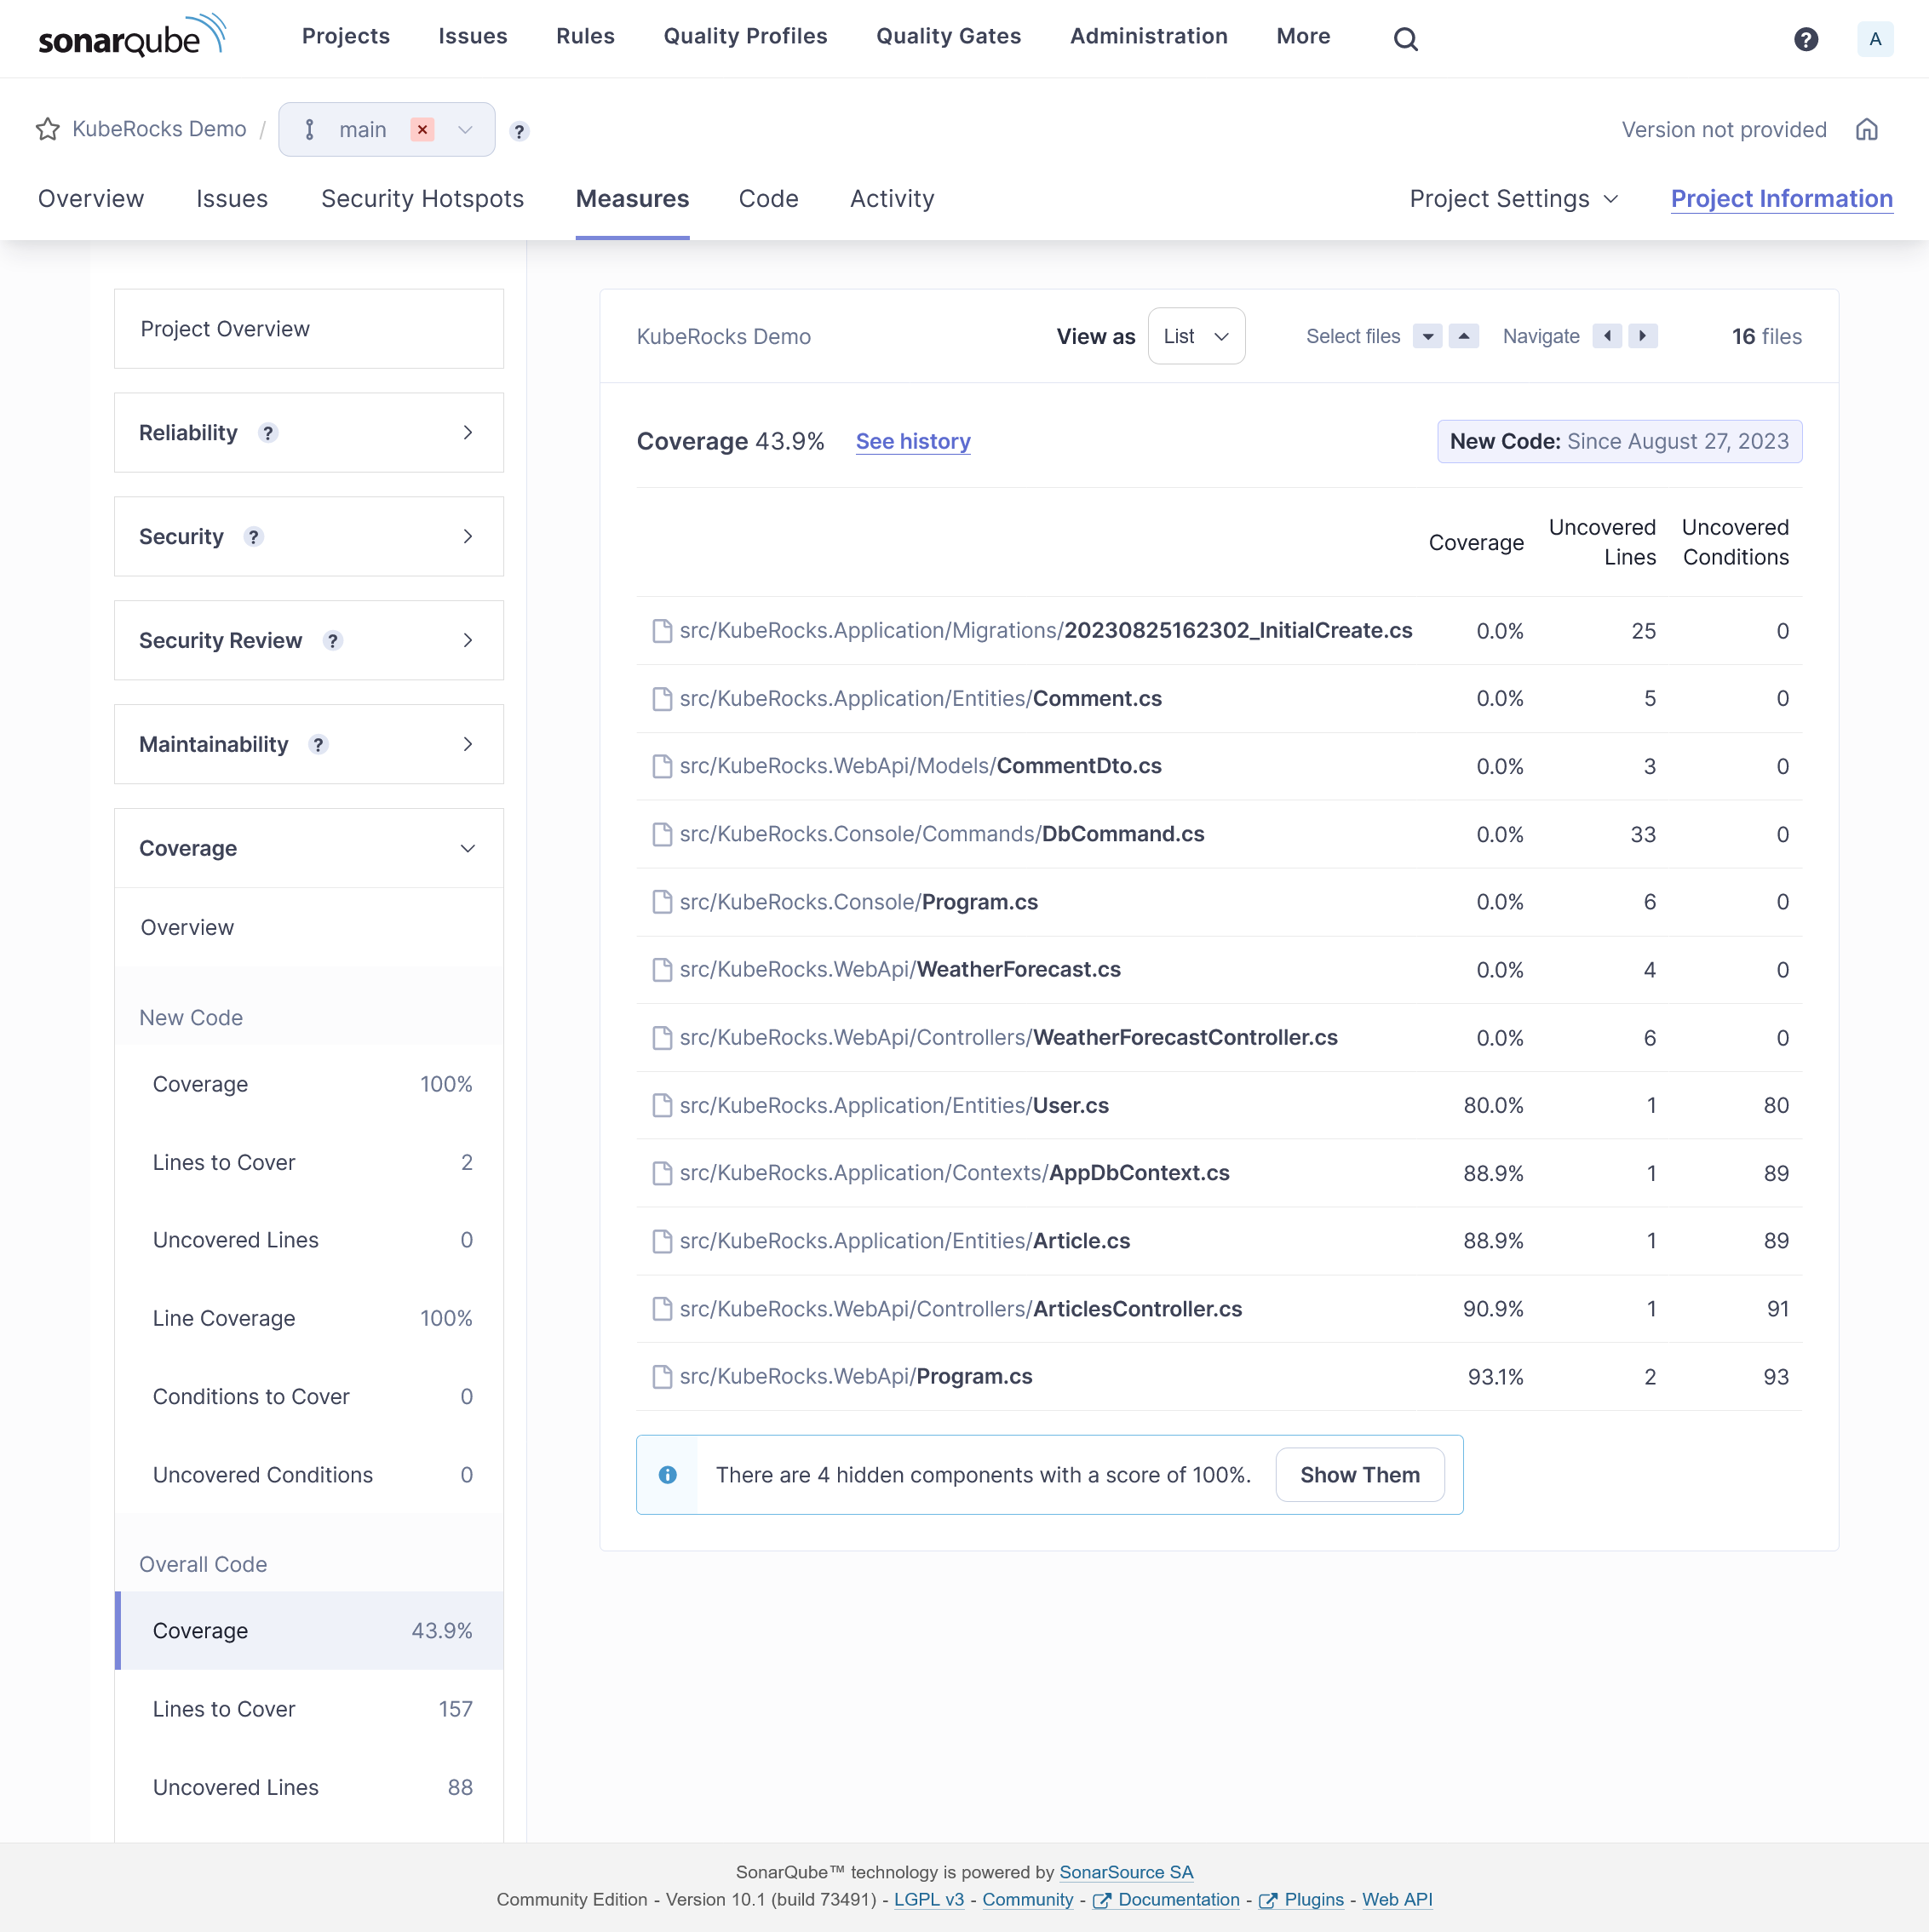 sonarqube Projects Issues Rules Quality Profiles Quality Gates Administration More ? A
KubeRocks Demo / main ? Version not provided
Overview Issues Security Hotspots Measures Code Activity Project Settings Project Information
Project Overview
Reliability ?
Security ?
Security Review ?
Maintainability ?
Coverage
Overview
New Code
Coverage 100%
Lines to Cover 2
Uncovered Lines 0
Line Coverage 100%
Conditions to Cover 0
Uncovered Conditions 0
Overall Code
Coverage 43.9%
Lines to Cover 157
Uncovered Lines 88
KubeRocks Demo View as List Select files Navigate 16 files
Coverage 43.9% See history New Code: Since August 27, 2023
Coverage Uncovered Lines Uncovered Conditions
src/KubeRocks.Application/Migrations/20230825162302_InitialCreate.cs 0.0% 25 0
src/KubeRocks.Application/Entities/Comment.cs 0.0% 5 0
src/KubeRocks.WebApi/Models/CommentDto.cs 0.0% 3 0
src/KubeRocks.Console/Commands/DbCommand.cs 0.0% 33 0
src/KubeRocks.Console/Program.cs 0.0% 6 0
src/KubeRocks.WebApi/WeatherForecast.cs 0.0% 4 0
src/KubeRocks.WebApi/Controllers/WeatherForecastController.cs 0.0% 6 0
src/KubeRocks.Application/Entities/User.cs 80.0% 1 80
src/KubeRocks.Application/Contexts/AppDbContext.cs 88.9% 1 89
src/KubeRocks.Application/Entities/Article.cs 88.9% 1 89
src/KubeRocks.WebApi/Controllers/ArticlesController.cs 90.9% 1 91
src/KubeRocks.WebApi/Program.cs 93.1% 2 93
There are 4 hidden components with a score of 100%. Show Them
SonarQube™ technology is powered by SonarSource SA
Community Edition - Version 10.1 (build 73491) - LGPL v3 - Community - Documentation - Plugins - Web API